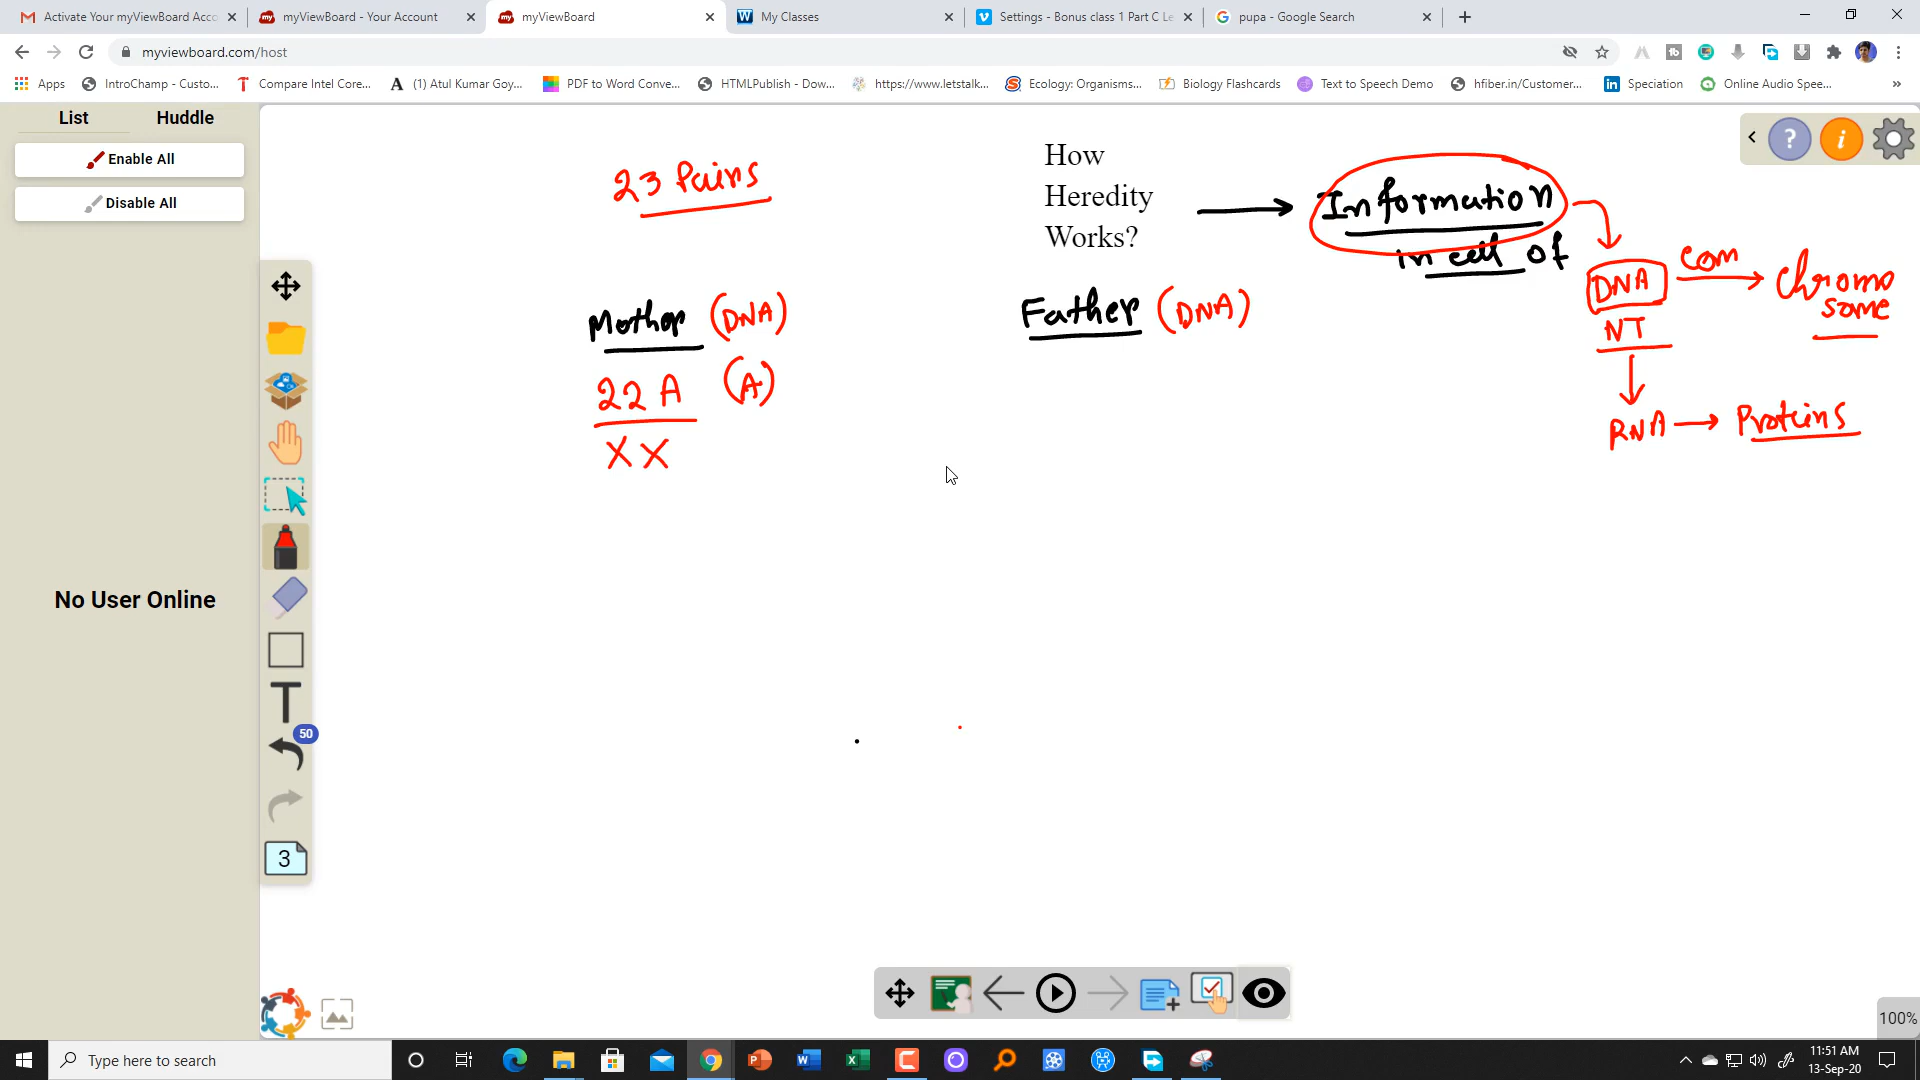 Activate Your myViewBoard Acco
myViewBoard - Your Account
myViewBoard
My Classes
Settings - Bonus class 1 Part C Le
pupa - Google Search
myviewboard.com/host
Apps
IntroChamp - Custo...
Compare Intel Core...
(1) Atul Kumar Goy...
PDF to Word Conve...
HTMLPublish - Dow...
https://www.letstalk...
Ecology: Organisms...
Biology Flashcards
Text to Speech Demo
hfiber.in/Customer...
Speciation
Online Audio Spee...
List
Huddle
Enable All
Disable All
No User Online
23 Pairs
How
Heredity
Works?
Information
in cell of
DNA
com
Chromo
some
NT
RNA
Proteins
Mother (DNA)
Father (DNA)
22 A (A)
X X
T
50
3
100%
Type here to search
11:51 AM
13-Sep-20